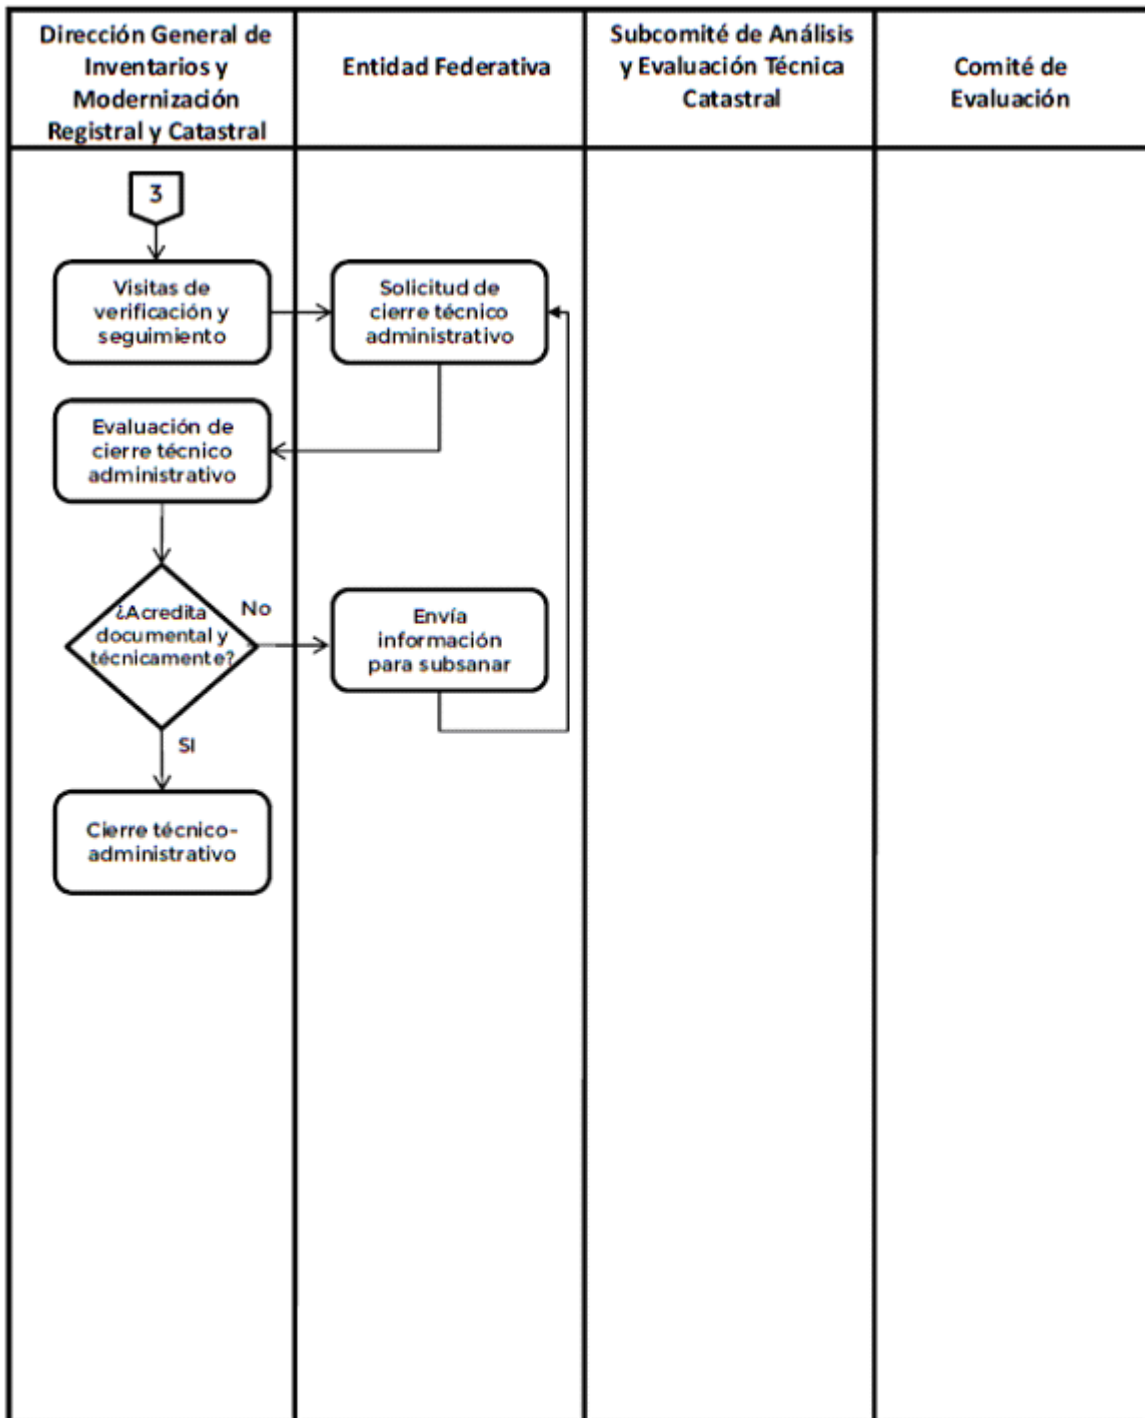 Dirección General de
Inventarios y
Modernización
Registral y Catastral
Entidad Federativa
Subcomité de Análisis
y Evaluación Técnica
Catastral
Comité de
Evaluación
3
Visitas de
verificación y
seguimiento
Solicitud de
cierre técnico
administrativo
Evaluación de
cierre técnico
administrativo
¿Acredita
documental y
técnicamente?
No
Envía
información
para subsanar
SI
Cierre técnico-
administrativo